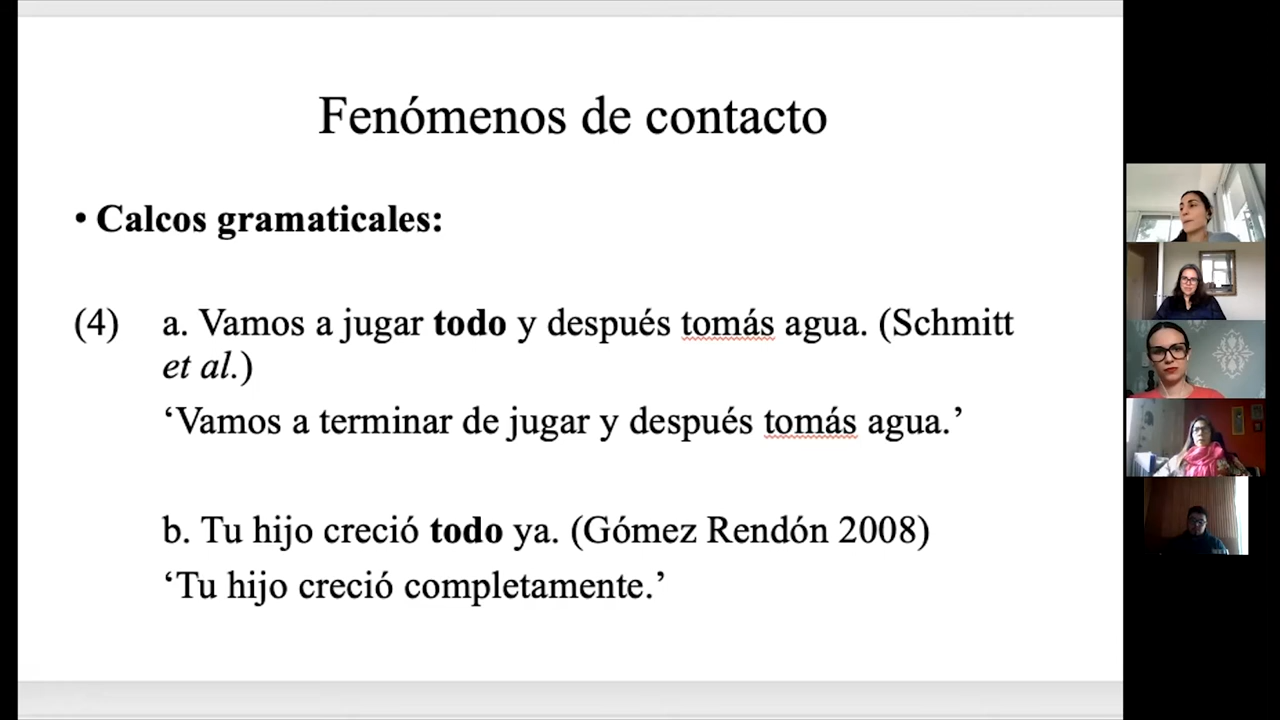 Fenómenos de contacto
• Calcos gramaticales:
(4) a. Vamos a jugar todo y después tomás agua. (Schmitt
et al.)
‘Vamos a terminar de jugar y después tomás agua.’
b. Tu hijo creció todo ya. (Gómez Rendón 2008)
‘Tu hijo creció completamente.’